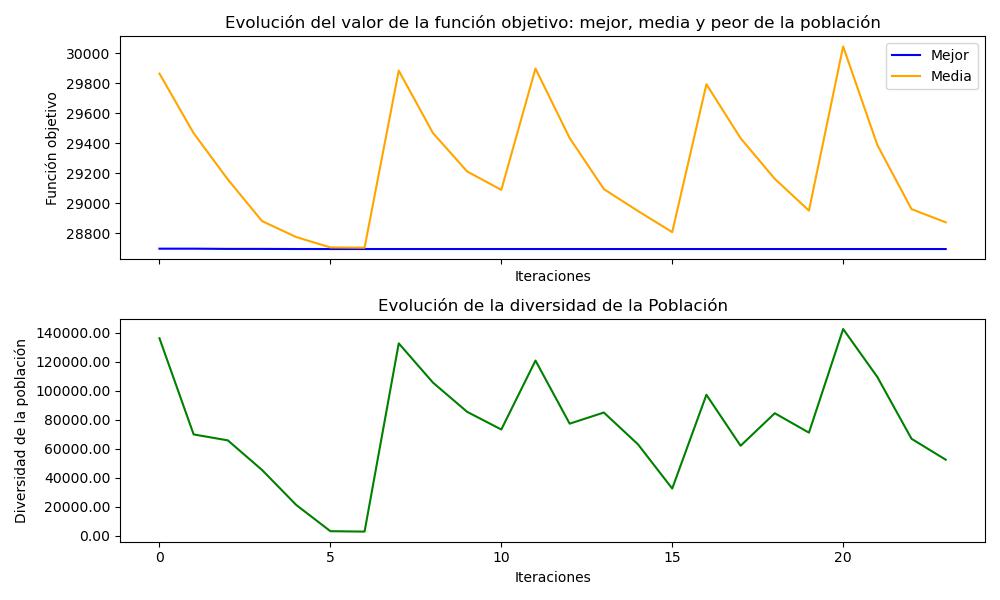 Evolución del valor de la función objetivo: mejor, media y peor de la población
30000
29800
29600
29400
29200
29000
28800
Función objetivo
Mejor
Media
Iteraciones
Evolución de la diversidad de la Población
140000.00
120000.00
100000.00
80000.00
60000.00
40000.00
20000.00
0.00
Diversidad de la población
0 5 10 15 20
Iteraciones